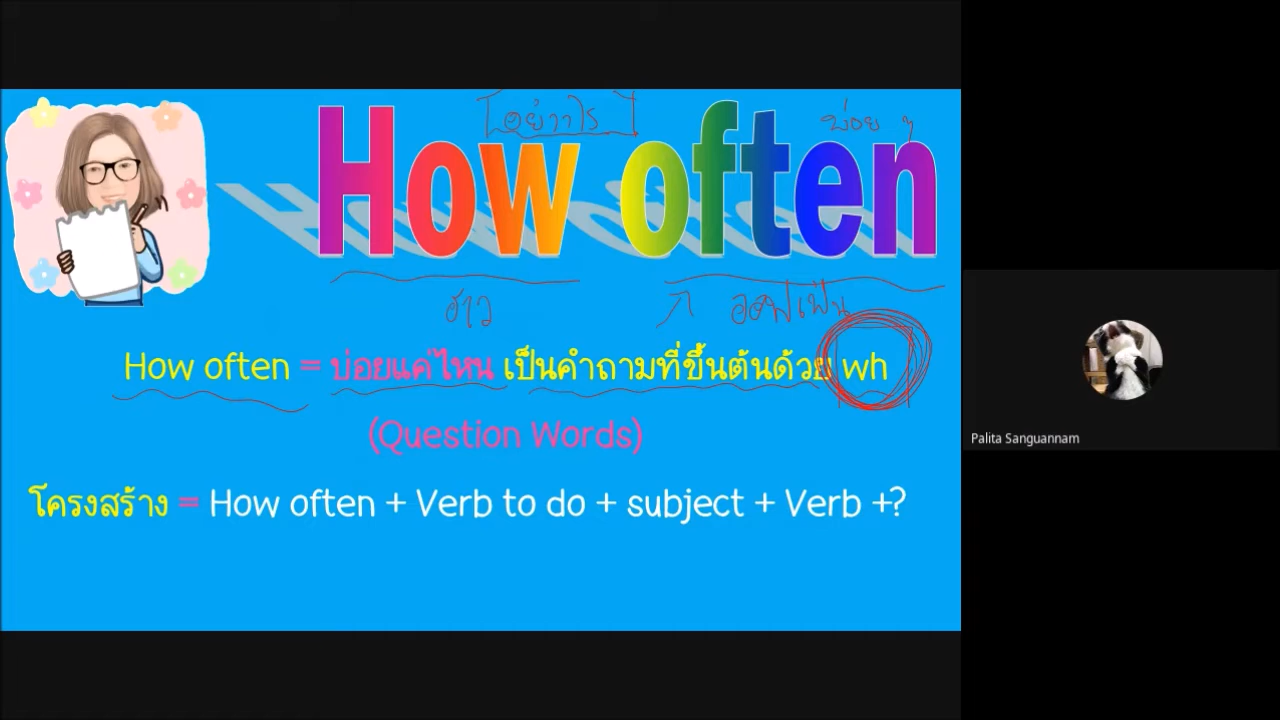 อย่าไร
บ่อย ๆ
How often
ฮาว
ออฟเฟ่น
How often = บ่อยแค่ไหน เป็นคำถามที่ขึ้นต้นด้วย wh
(Question Words)
โครงสร้าง = How often + Verb to do + subject + Verb +?
Palita Sanguannam